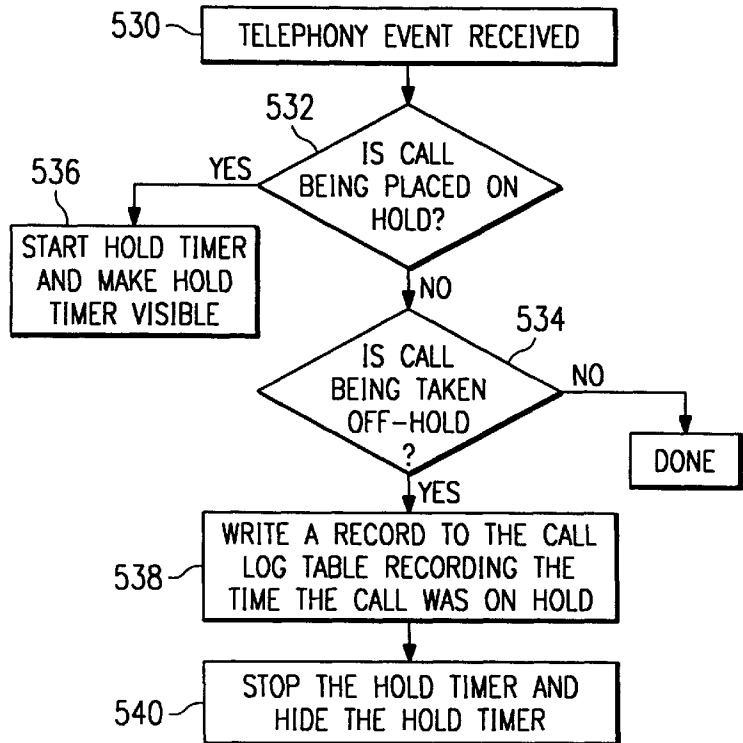 530
TELEPHONY EVENT RECEIVED
532
IS CALL
BEING PLACED ON
HOLD?
YES
536
START HOLD TIMER
AND MAKE HOLD
TIMER VISIBLE
NO
534
IS CALL
BEING TAKEN
OFF-HOLD
?
NO
DONE
YES
538
WRITE A RECORD TO THE CALL
LOG TABLE RECORDING THE
TIME THE CALL WAS ON HOLD
540
STOP THE HOLD TIMER AND
HIDE THE HOLD TIMER